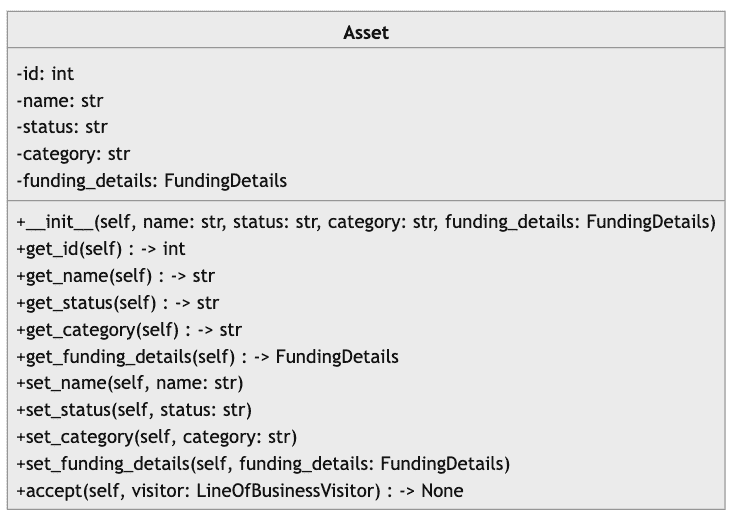 Asset
-id: int
-name: str
-status: str
-category: str
-funding_details: FundingDetails
+__init__(self, name: str, status: str, category: str, funding_details: FundingDetails)
+get_id(self) : -> int
+get_name(self) : -> str
+get_status(self) : -> str
+get_category(self) : -> str
+get_funding_details(self) : -> FundingDetails
+set_name(self, name: str)
+set_status(self, status: str)
+set_category(self, category: str)
+set_funding_details(self, funding_details: FundingDetails)
+accept(self, visitor: LineOfBusinessVisitor) : -> None